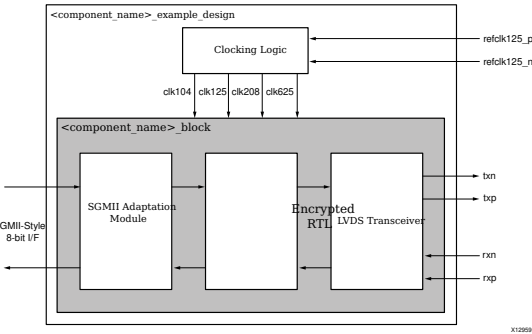 <component_name>_example_design
Clocking Logic
refclk125_p
refclk125_n
clk104 clk125 clk208 clk625
<component_name>_block
SGMII Adaptation
Module
Encrypted
RTL
LVDS Transceiver
txn
txp
GMII-Style
8-bit I/F
rxn
rxp
X12959